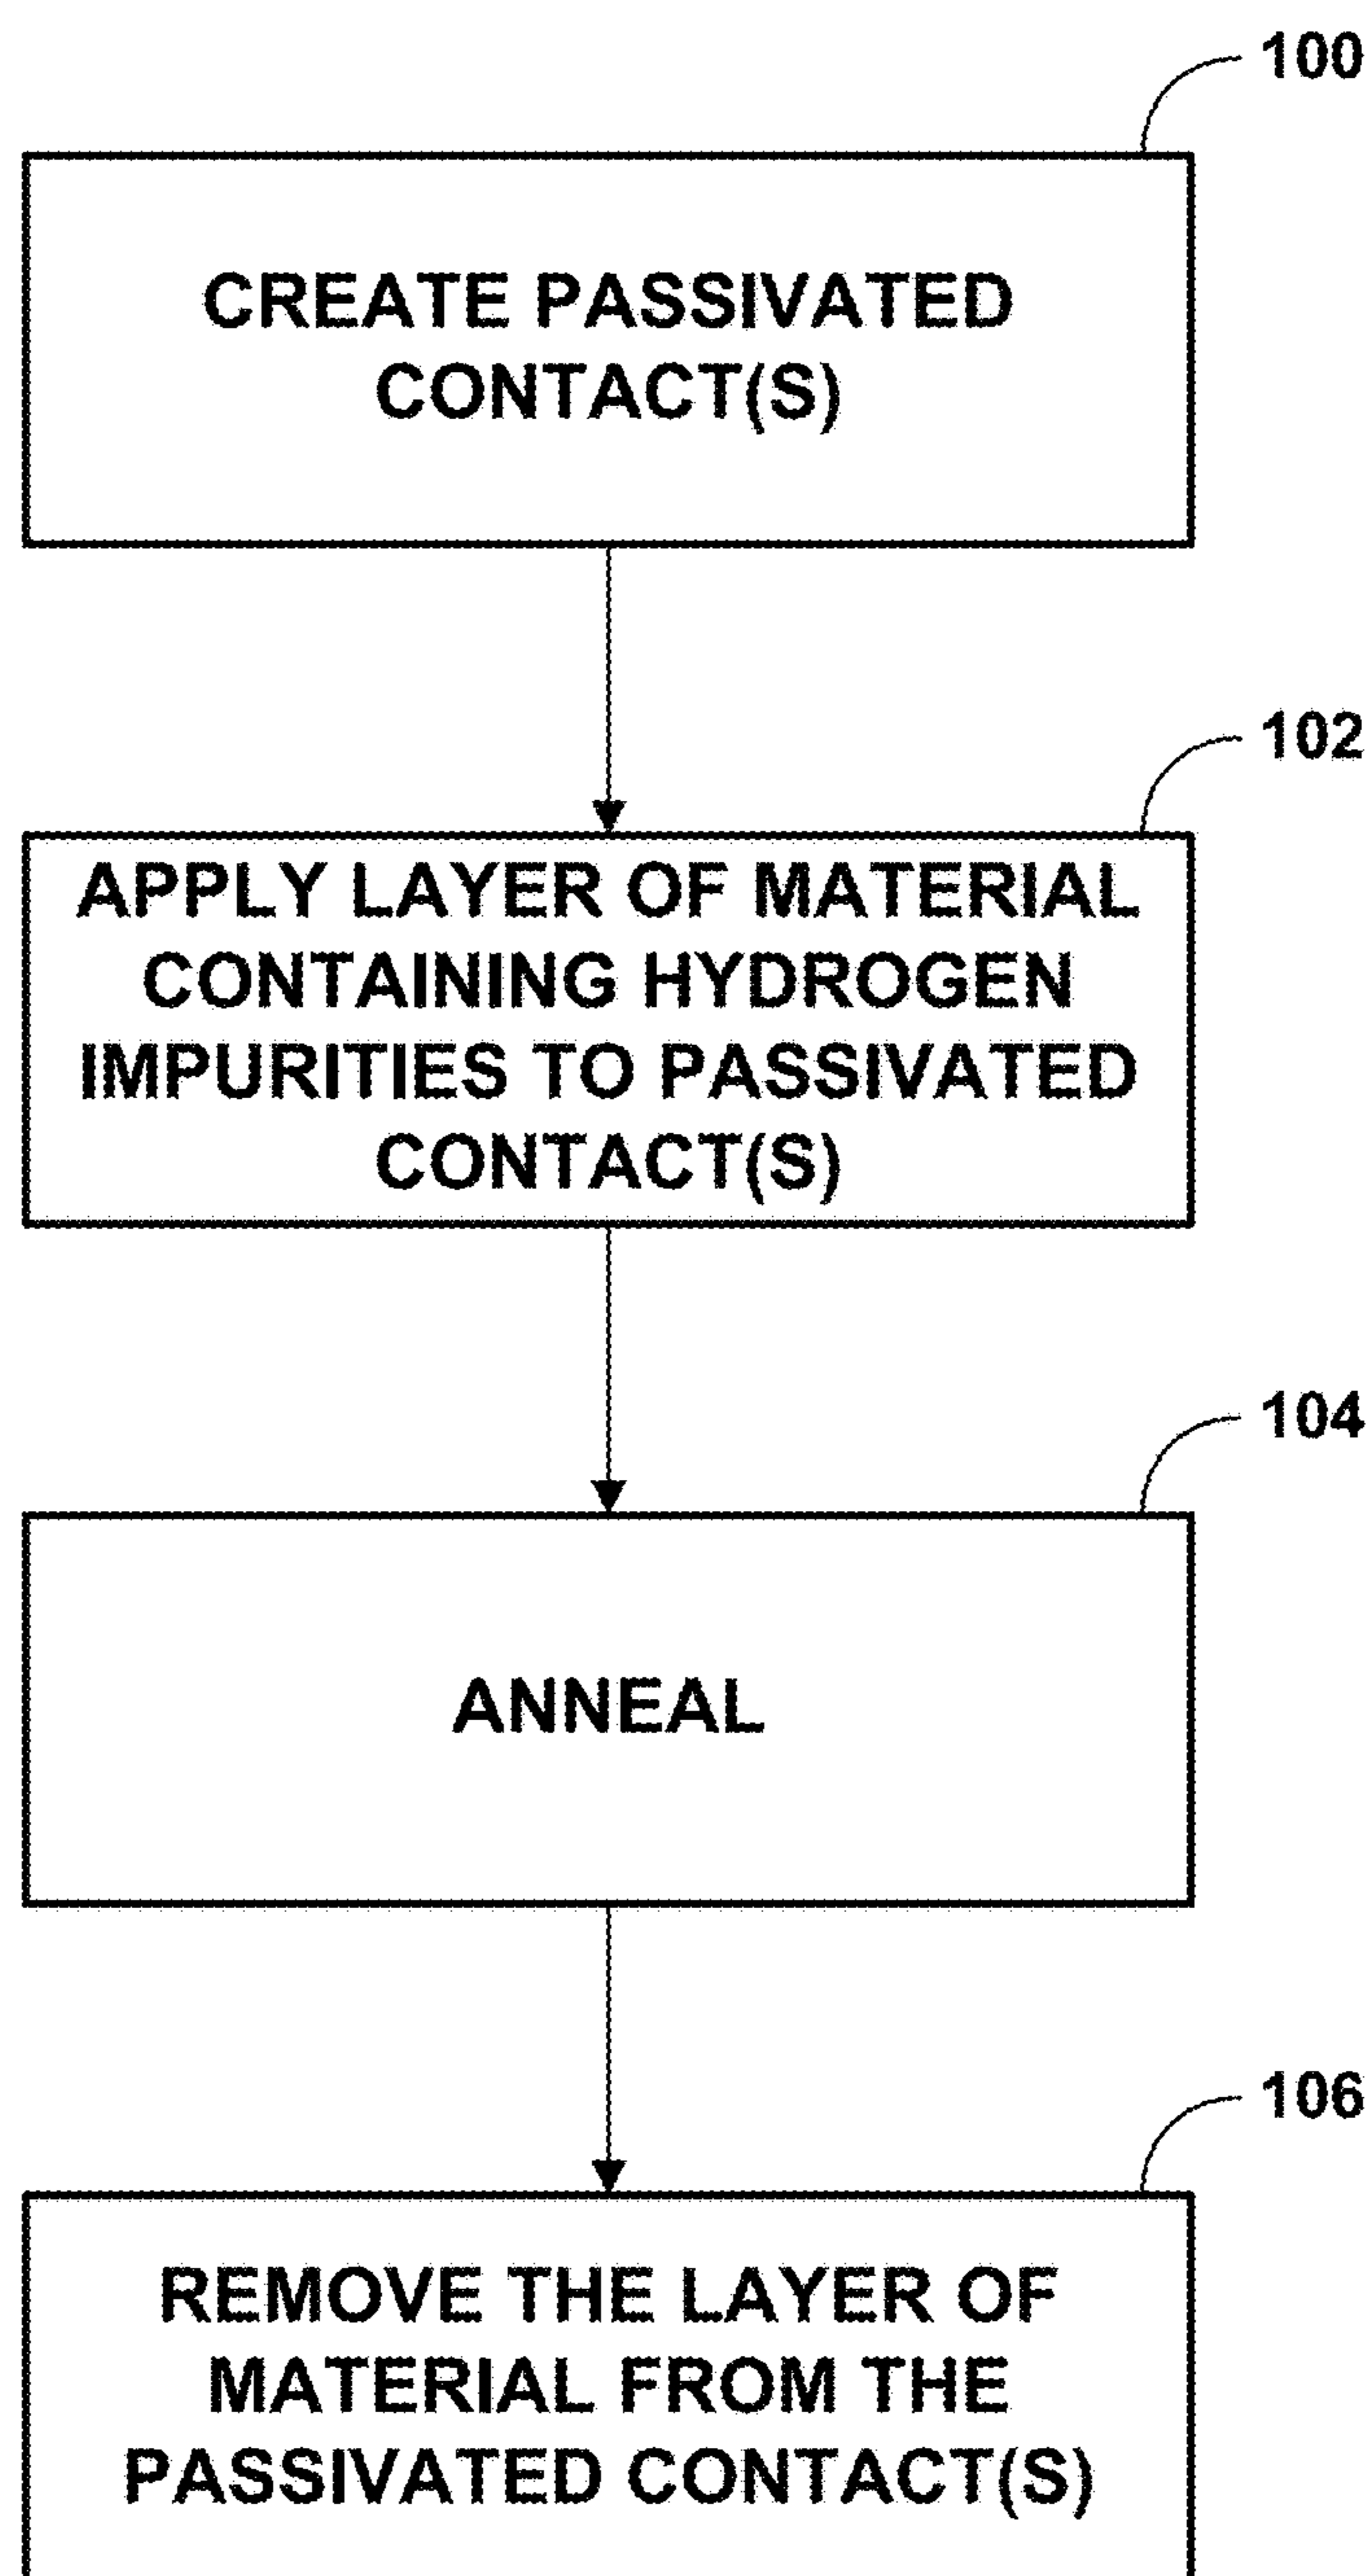 100
CREATE PASSIVATED
CONTACT(S)
102
APPLY LAYER OF MATERIAL
CONTAINING HYDROGEN
IMPURITIES TO PASSIVATED
CONTACT(S)
104
ANNEAL
106
REMOVE THE LAYER OF
MATERIAL FROM THE
PASSIVATED CONTACT(S)